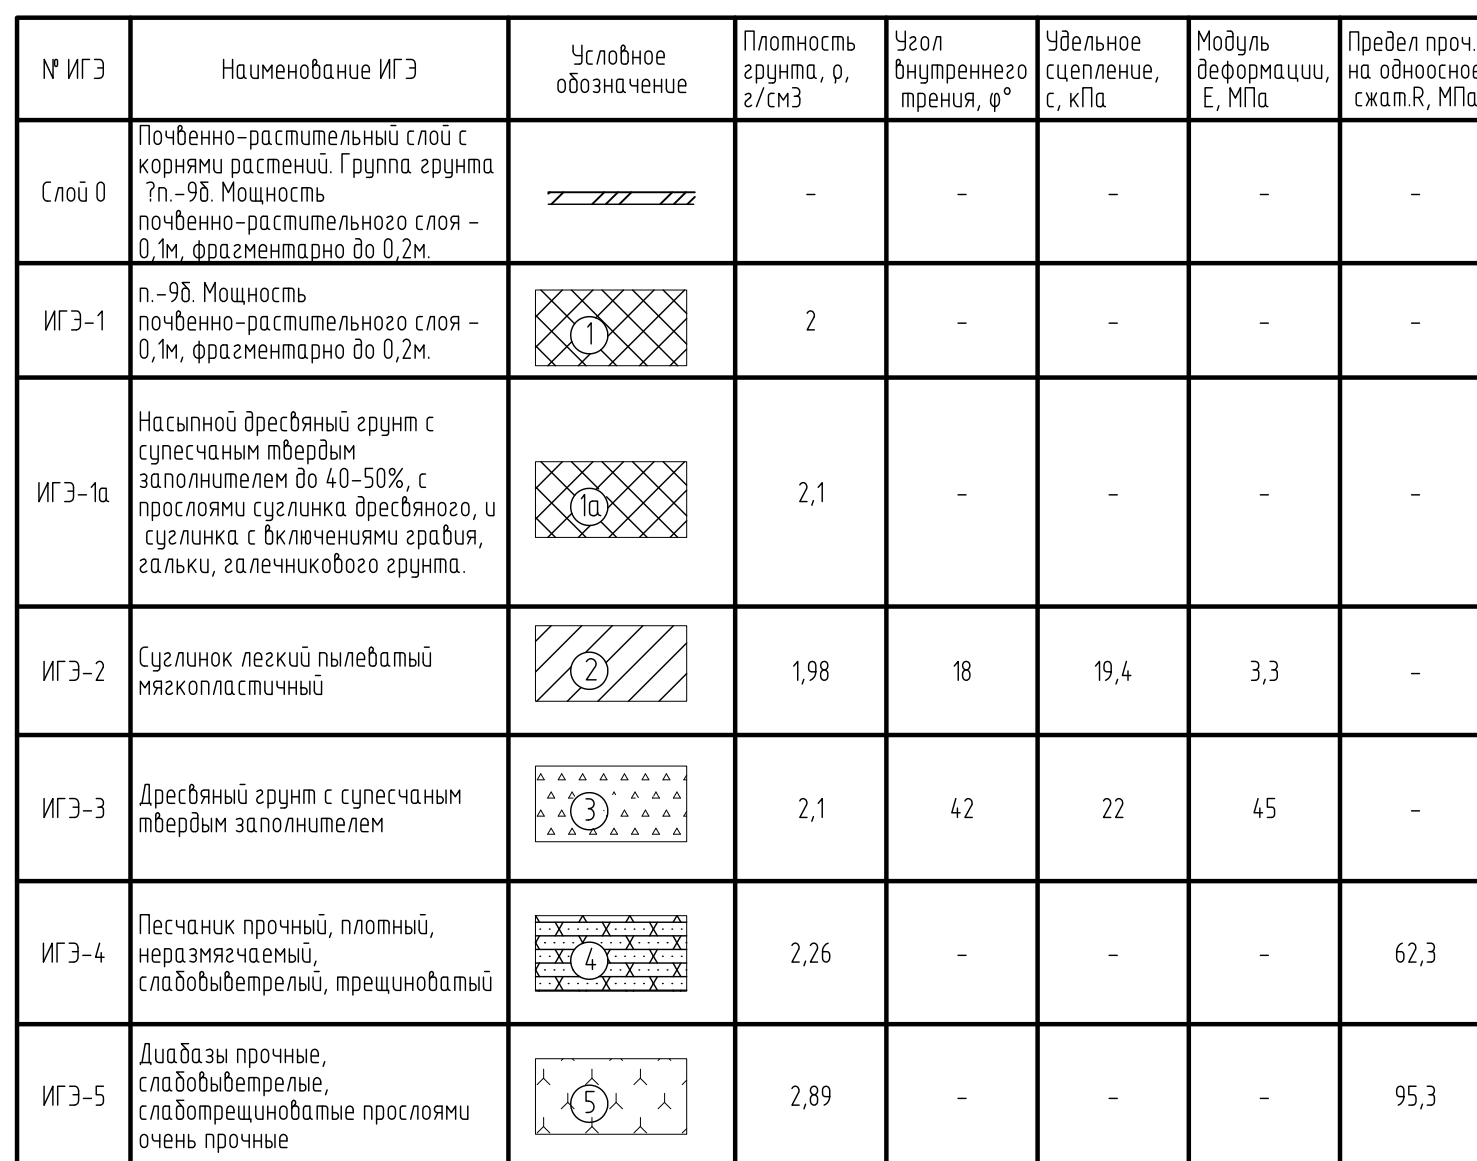 № ИГЭ
Наименование ИГЭ
Условное
обозначение
Плотность
грунта, ρ,
г/см3
Угол
внутреннего
трения, φ°
Удельное
сцепление,
с, кПа
Модуль
деформации,
Е, МПа
Предел проч.
на одноосное
сжат.R, МПа
Слой 0
Почвенно-растительный слой с
корнями растений. Группа грунта
?п.-9б. Мощность
почвенно-растительного слоя -
0,1м, фрагментарно до 0,2м.
- - - - -
ИГЭ-1
п.-9б. Мощность
почвенно-растительного слоя -
0,1м, фрагментарно до 0,2м.
1
2 - - - -
ИГЭ-1а
Насыпной дресвяный грунт с
супесчаным твердым
заполнителем до 40-50%, с
прослоями суглинка дресвяного, и
суглинка с включениями гравия,
гальки, галечникового грунта.
1а
2,1 - - - -
ИГЭ-2
Суглинок легкий пылеватый
мягкопластичный
2
1,98 18 19,4 3,3 -
ИГЭ-3
Дресвяный грунт с супесчаным
твердым заполнителем
3
2,1 42 22 45 -
ИГЭ-4
Песчаник прочный, плотный,
неразмягчаемый,
слабовыветрелый, трещиноватый
4
2,26 - - - 62,3
ИГЭ-5
Диабазы прочные,
слабовыветрелые,
слаботрещиноватые прослоями
очень прочные
5
2,89 - - - 95,3